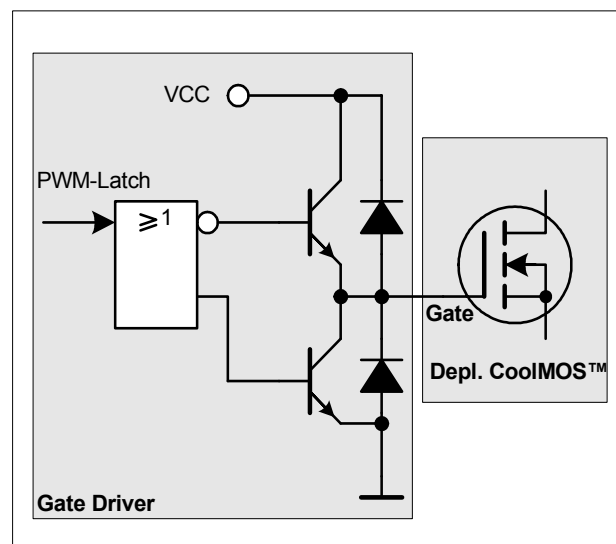 VCC
PWM-Latch
≥1
Gate
Depl. CoolMOS™
Gate Driver